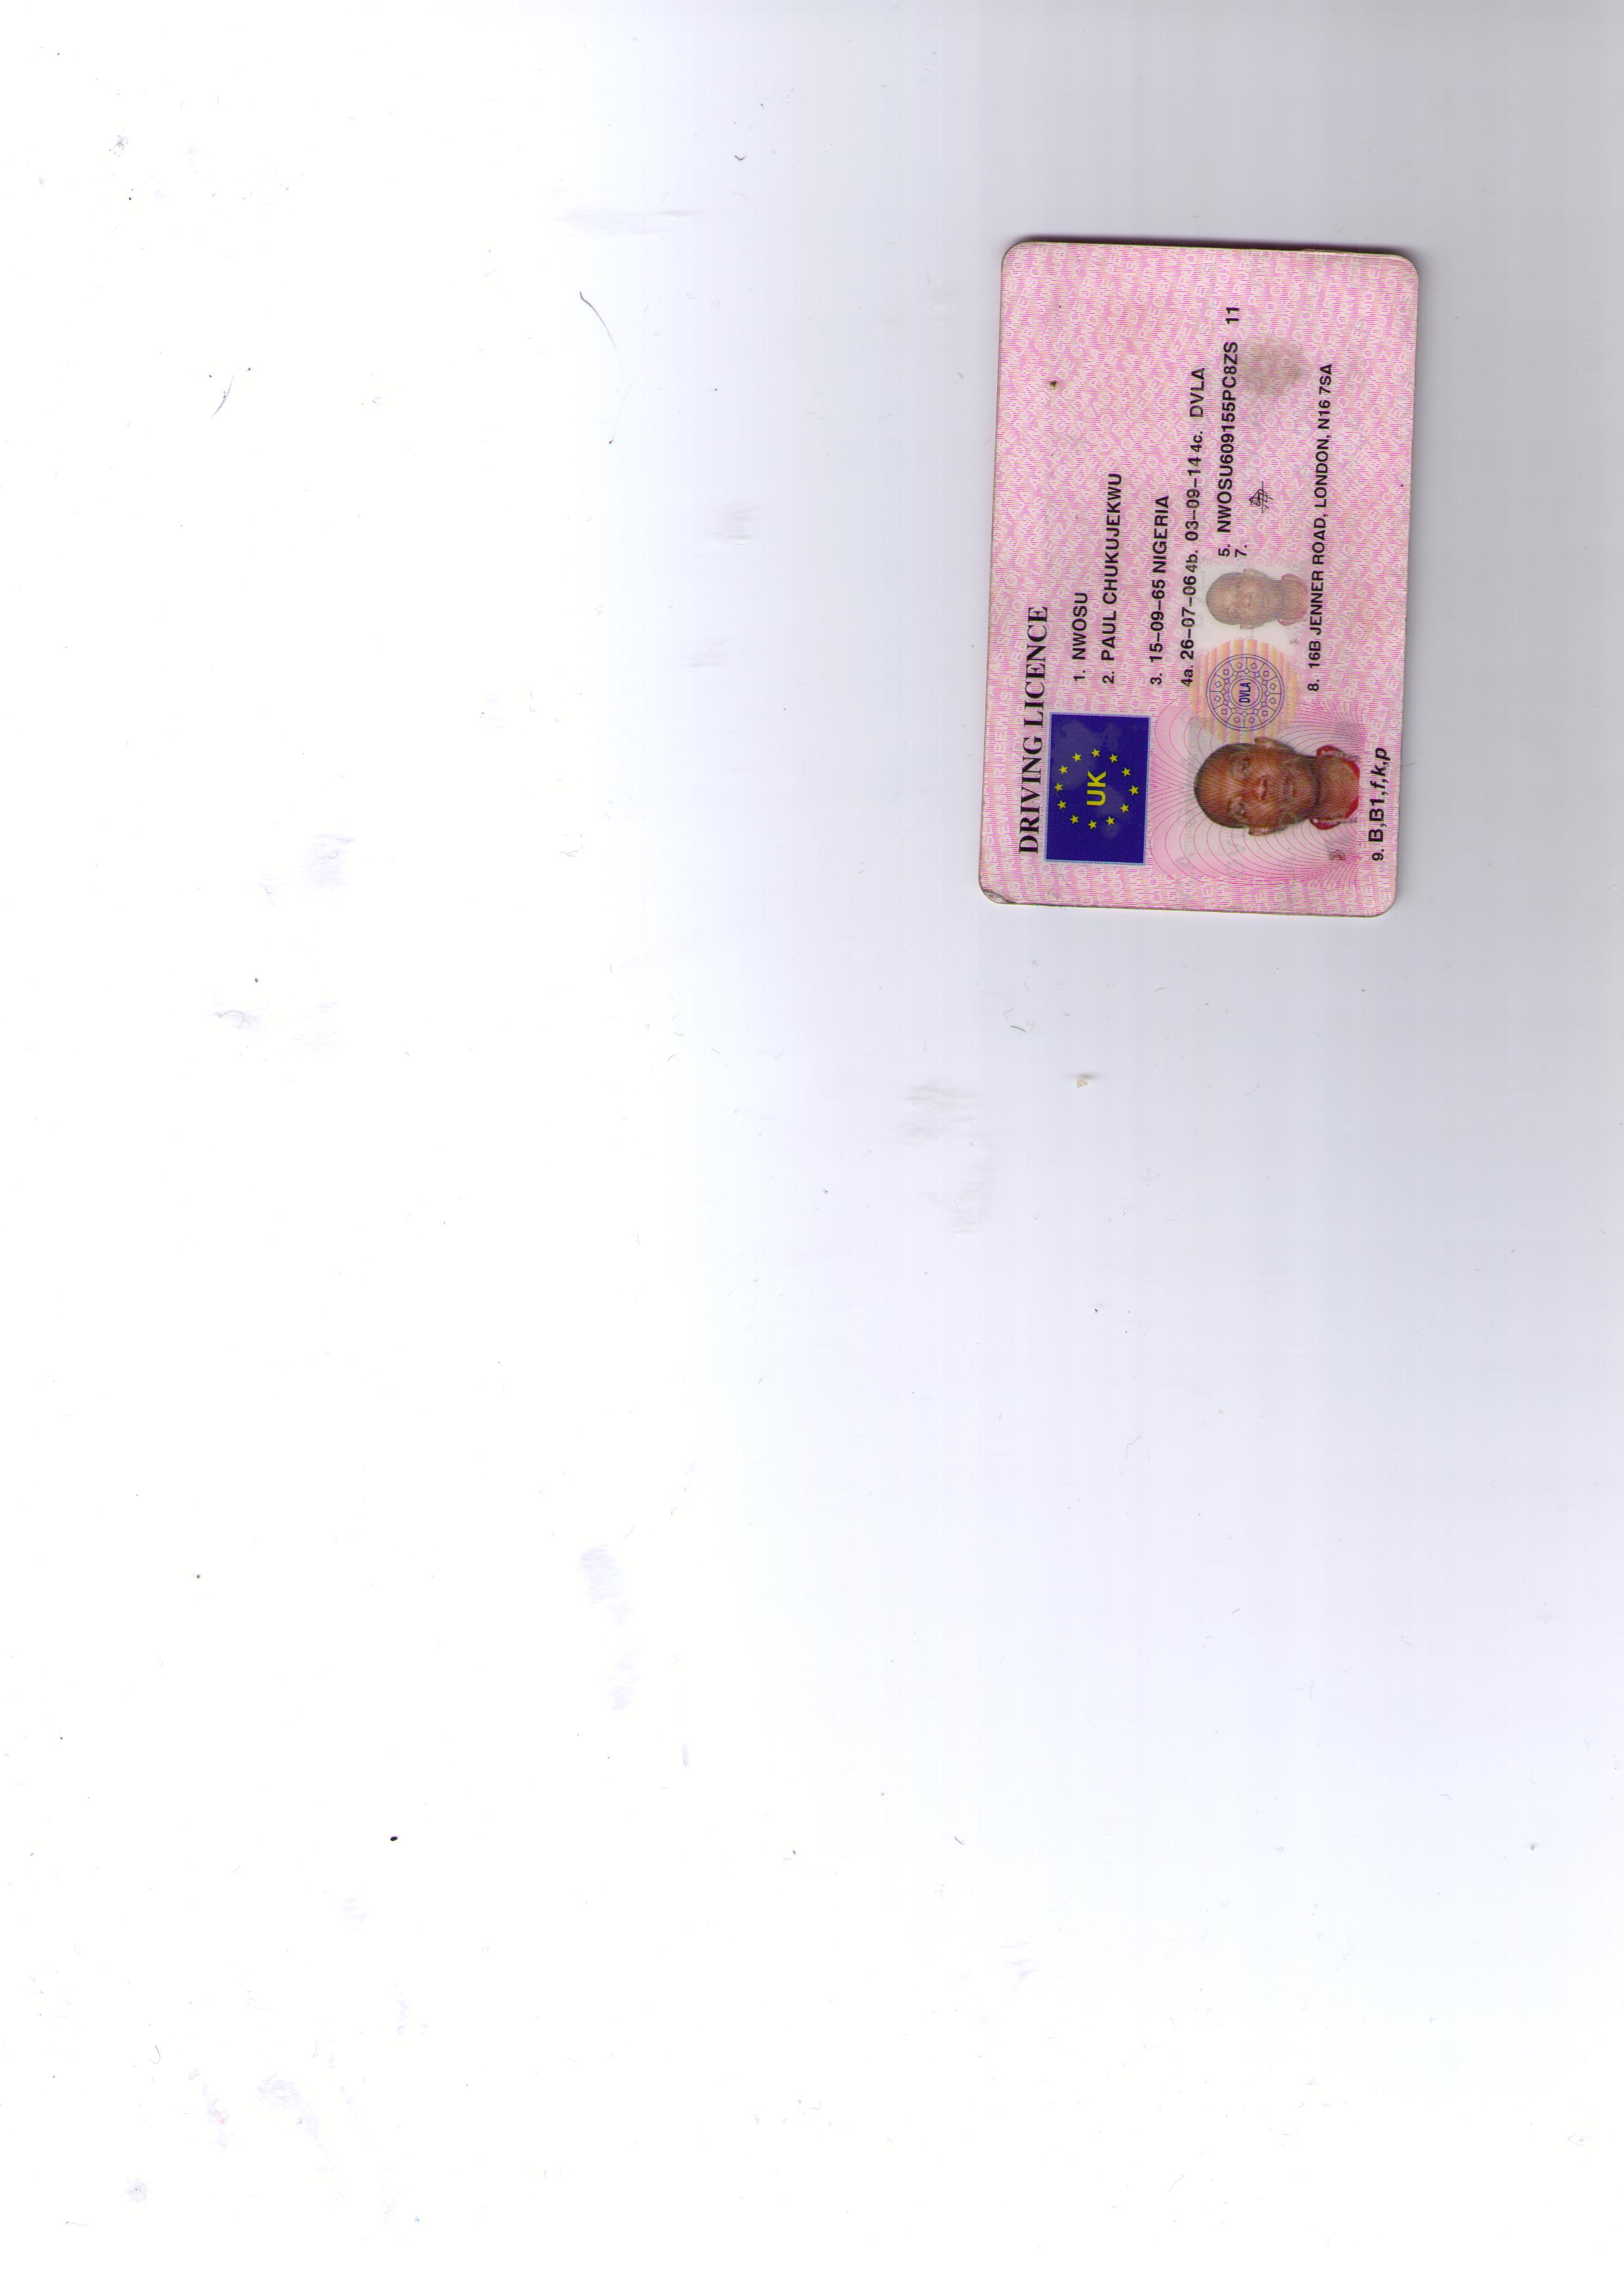 DRIVING LICENCE
UK
1. NWOSU
2. PAUL CHUKUJEKWU
3. 15-09-65 NIGERIA
4a. 26-07-06 4b. 03-09-14 4c. DVLA
5. NWOSU609155PC8ZS 11
7.
DVLA
8. 16B JENNER ROAD, LONDON, N16 7SA
9. B,B1,f,k,p